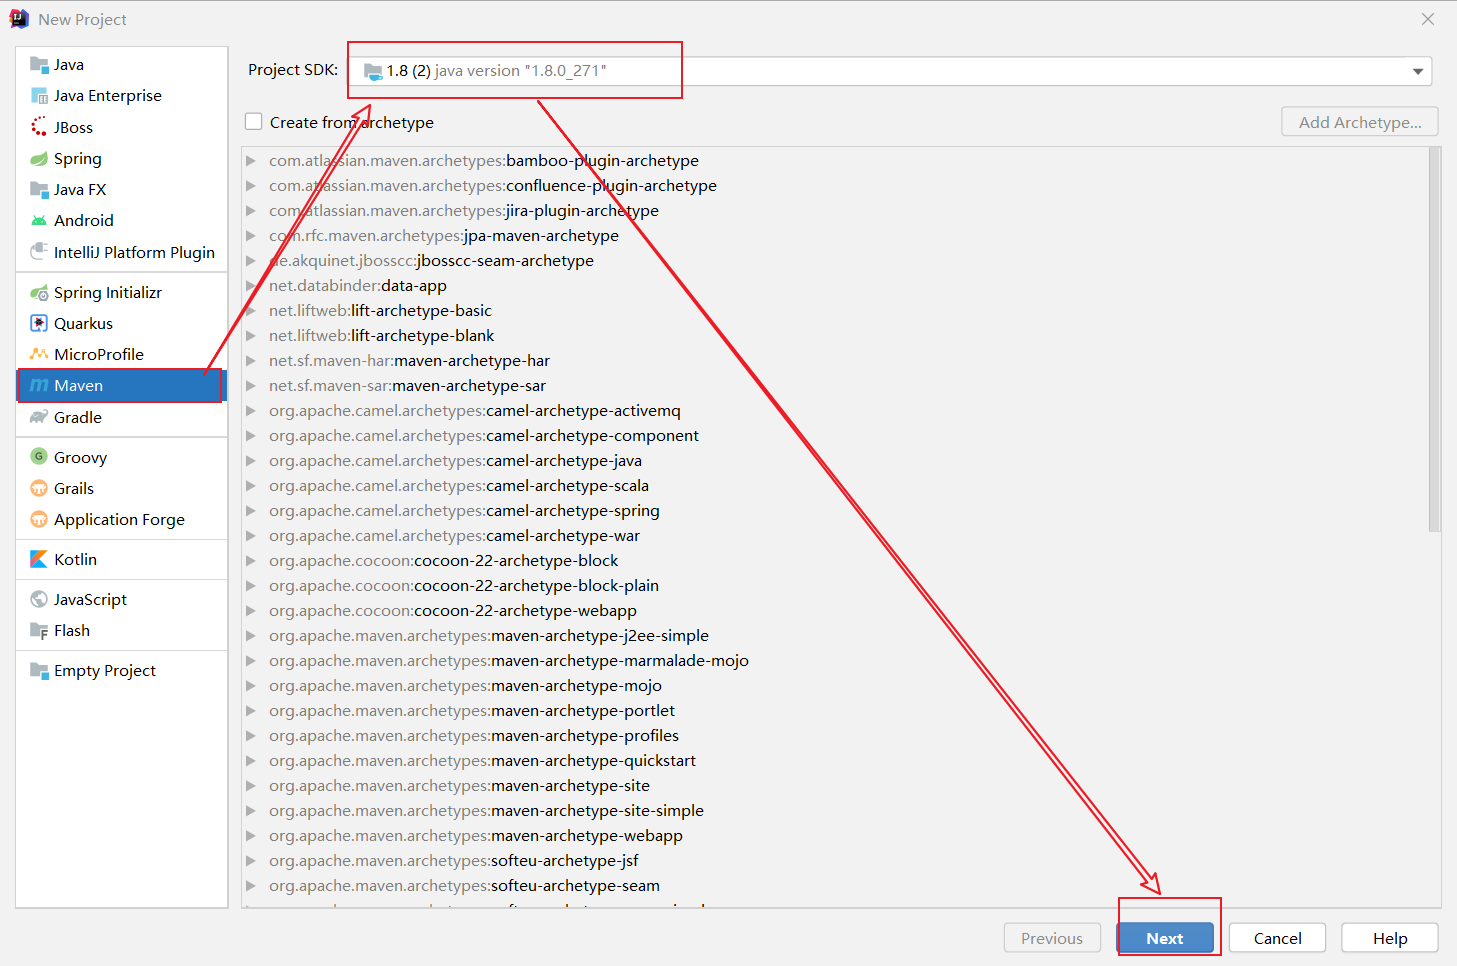 New Project
Java
Java Enterprise
JBoss
Spring
Java FX
Android
IntelliJ Platform Plugin
Spring Initializr
Quarkus
MicroProfile
m Maven
Gradle
G Groovy
Grails
Application Forge
Kotlin
JavaScript
Flash
Empty Project
Project SDK: 1.8 (2) java version "1.8.0_271"
Create from archetype
Add Archetype...
com.atlassian.maven.archetypes:bamboo-plugin-archetype
com.atlassian.maven.archetypes:confluence-plugin-archetype
com.atlassian.maven.archetypes:jira-plugin-archetype
com.rfc.maven.archetypes:jpa-maven-archetype
de.akquinet.jbosscc:jbosscc-seam-archetype
net.databinder:data-app
net.liftweb:lift-archetype-basic
net.liftweb:lift-archetype-blank
net.sf.maven-har:maven-archetype-har
net.sf.maven-sar:maven-archetype-sar
org.apache.camel.archetypes:camel-archetype-activemq
org.apache.camel.archetypes:camel-archetype-component
org.apache.camel.archetypes:camel-archetype-java
org.apache.camel.archetypes:camel-archetype-scala
org.apache.camel.archetypes:camel-archetype-spring
org.apache.camel.archetypes:camel-archetype-war
org.apache.cocoon:cocoon-22-archetype-block
org.apache.cocoon:cocoon-22-archetype-block-plain
org.apache.cocoon:cocoon-22-archetype-webapp
org.apache.maven.archetypes:maven-archetype-j2ee-simple
org.apache.maven.archetypes:maven-archetype-marmalade-mojo
org.apache.maven.archetypes:maven-archetype-mojo
org.apache.maven.archetypes:maven-archetype-portlet
org.apache.maven.archetypes:maven-archetype-profiles
org.apache.maven.archetypes:maven-archetype-quickstart
org.apache.maven.archetypes:maven-archetype-site
org.apache.maven.archetypes:maven-archetype-site-simple
org.apache.maven.archetypes:maven-archetype-webapp
org.apache.maven.archetypes:softeu-archetype-jsf
org.apache.maven.archetypes:softeu-archetype-seam
Previous
Next
Cancel
Help